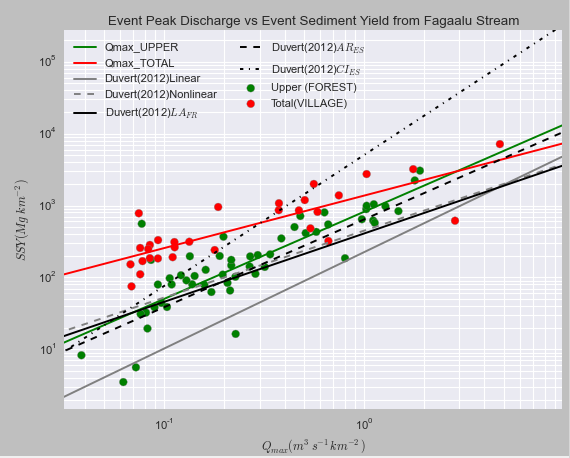 Event Peak Discharge vs Event Sediment Yield from Fagaalu Stream
Qmax_UPPER
Qmax_TOTAL
Duvert(2012)Linear
Duvert(2012)Nonlinear
Duvert(2012)LA_FR
Duvert(2012)AR_ES
Duvert(2012)CI_ES
Upper (FOREST)
Total(VILLAGE)
SSY(Mg km^-2)
10^5
10^4
10^3
10^2
10^1
10^-1
10^0
Q_max(m^3 s^-1 km^-2)